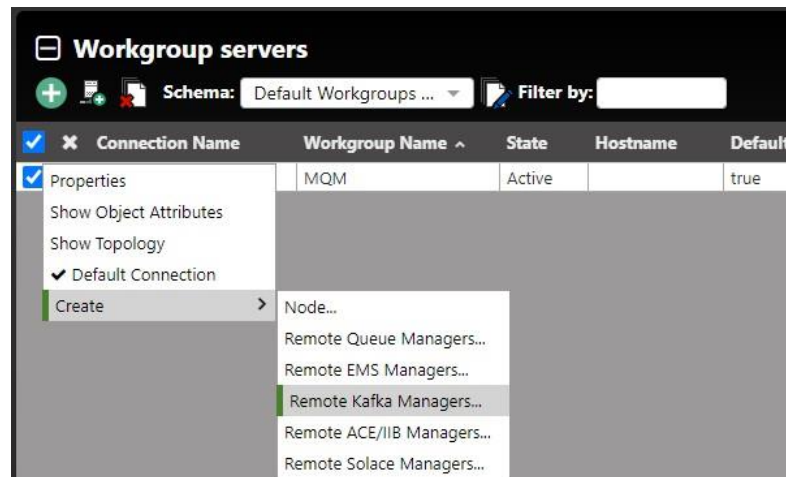 Workgroup servers
Schema: Default Workgroups ... Filter by:
Connection Name Workgroup Name State Hostname Default
MQM Active true
Properties
Show Object Attributes
Show Topology
Default Connection
Create
Node...
Remote Queue Managers...
Remote EMS Managers...
Remote Kafka Managers...
Remote ACE/IIB Managers...
Remote Solace Managers...